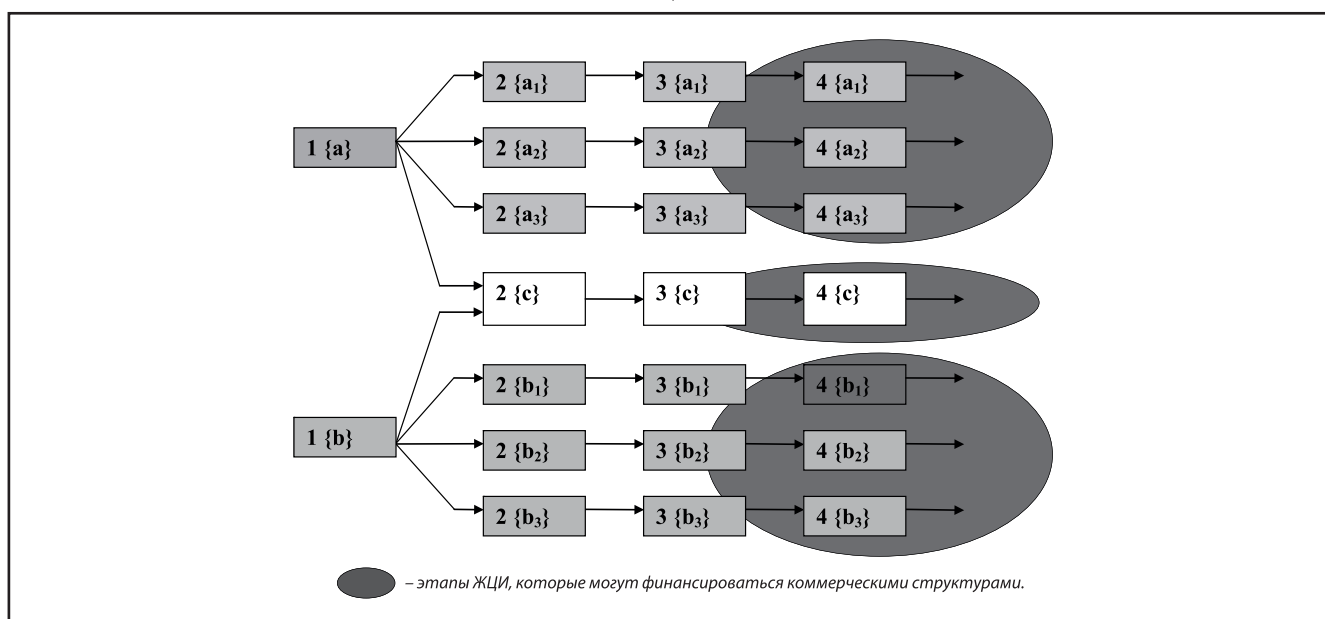 2 {a₁} 3 {a₁} 4 {a₁}
1 {a} 2 {a₂} 3 {a₂} 4 {a₂}
2 {a₃} 3 {a₃} 4 {a₃}
2 {c} 3 {c} 4 {c}
2 {b₁} 3 {b₁} 4 {b₁}
1 {b} 2 {b₂} 3 {b₂} 4 {b₂}
2 {b₃} 3 {b₃} 4 {b₃}
– этапы ЖЦИ, которые могут финансироваться коммерческими структурами.